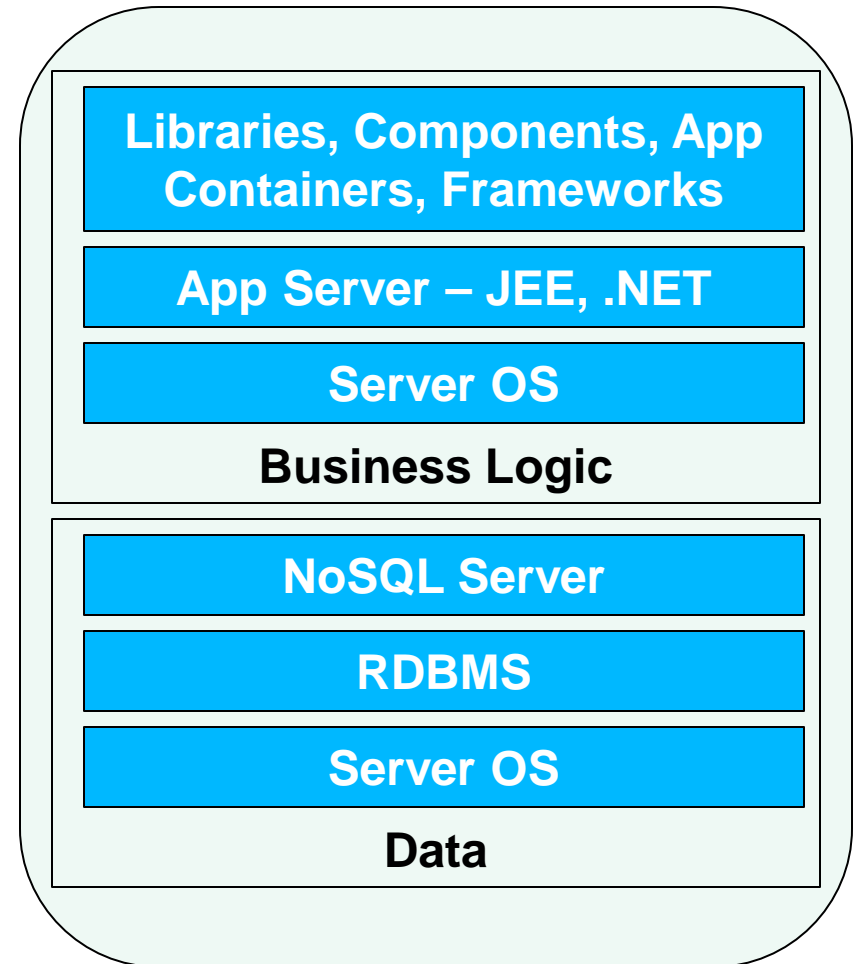 Libraries, Components, App
Containers, Frameworks
App Server – JEE, .NET
Server OS
Business Logic
NoSQL Server
RDBMS
Server OS
Data